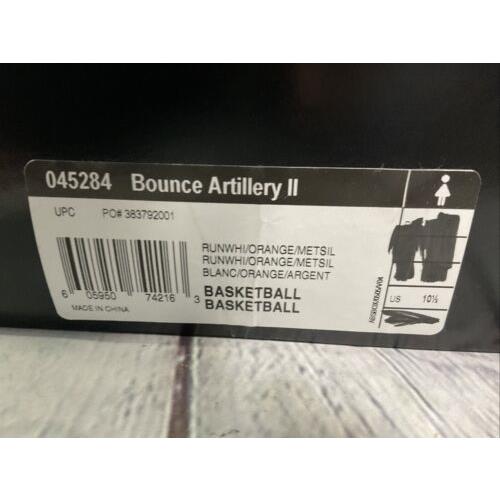 045284 Bounce Artillery II
UPC PO# 383792001
RUNWHI/ORANGE/METSIL
RUNWHI/ORANGE/METSIL
BLANC/ORANGE/ARGENT
6 05950 74216 3
BASKETBALL
BASKETBALL
MADE IN CHINA
US 10½